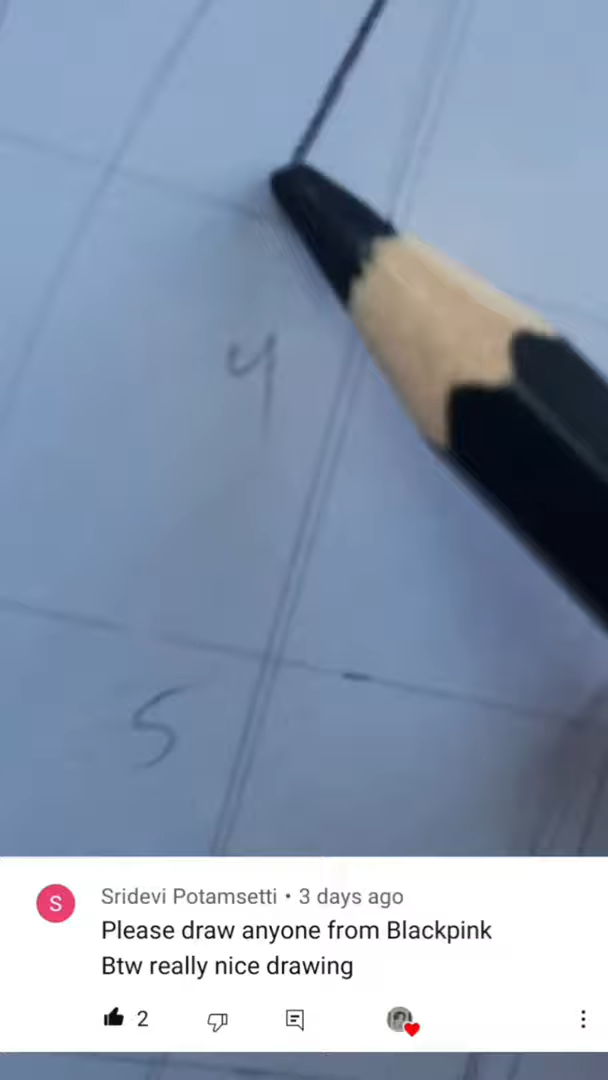 4
5
S
Sridevi Potamsetti • 3 days ago
Please draw anyone from Blackpink
Btw really nice drawing
2